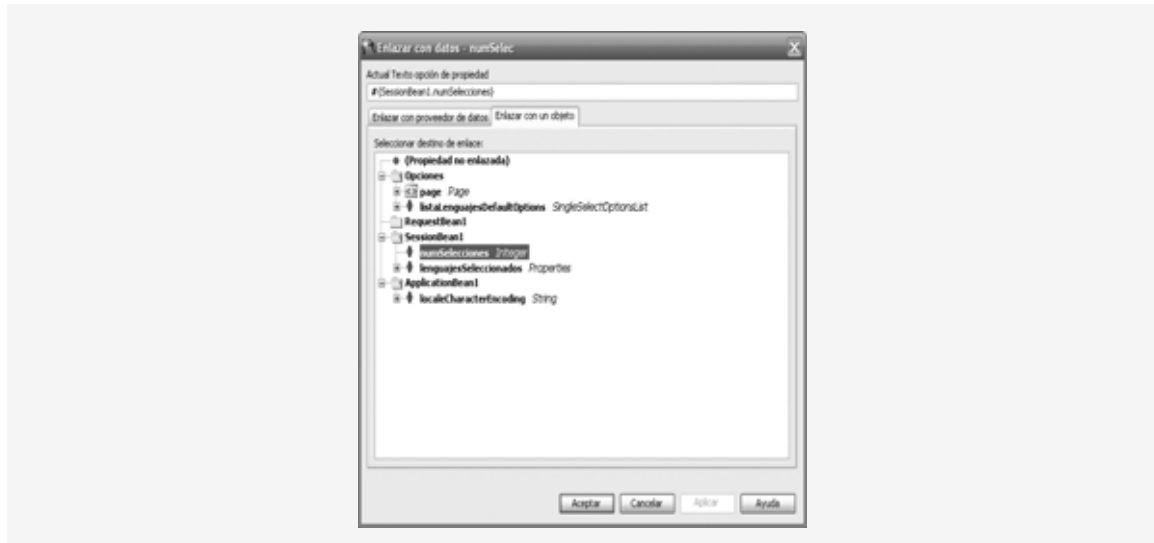 Enlazar con datos - numSelec
Actual Texto opción de propiedad
#{SessionBean1.numSelecciones}
Enlazar con proveedor de datos Enlazar con un objeto
Seleccionar destino de enlace:
(Propiedad no enlazada)
Opciones
page Page
listaLenguajesDefaultOptions SingleSelectOptionsList
RequestBean1
SessionBean1
numSelecciones Integer
lenguajesSeleccionados Properties
ApplicationBean1
localeCharacterEncoding String
Aceptar Cancelar Aplicar Ayuda